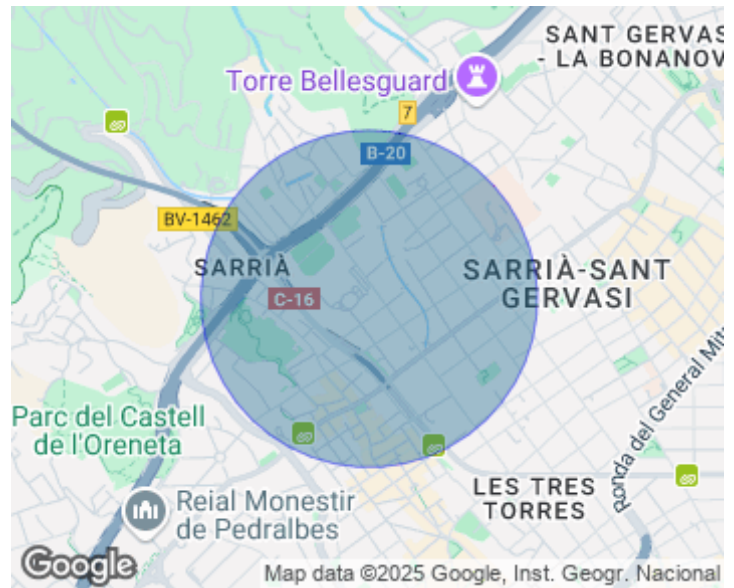 SANT GERVAS
- LA BONANOV
Torre Bellesguard
7
B-20
BV-1462
SARRIÀ
SARRIÀ-SANT
GERVASI
C-16
Ronda del General Mitr
Parc del Castell
de l'Oreneta
LES TRES
TORRES
Reial Monestir
de Pedralbes
Google
Map data ©2025 Google, Inst. Geogr. Nacional